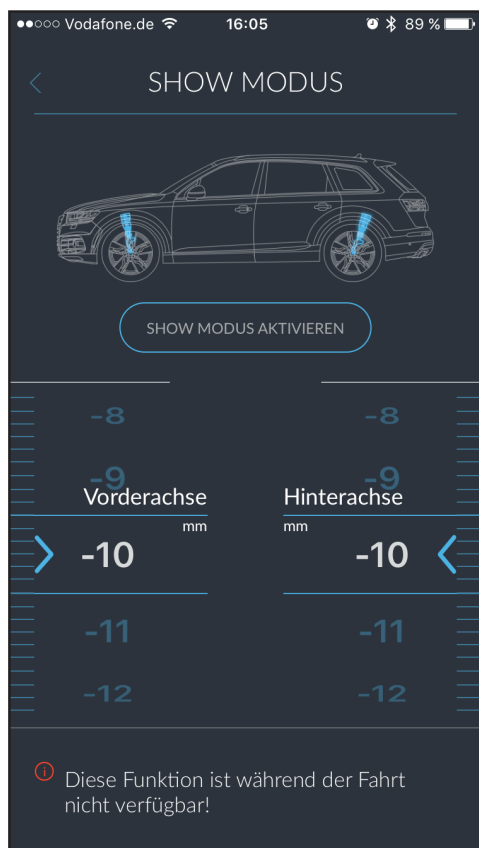 Vodafone.de 16:05 89 %
SHOW MODUS
SHOW MODUS AKTIVIEREN
-8 -8
-9 -9
Vorderachse Hinterachse
mm mm
-10 -10
-11 -11
-12 -12
Diese Funktion ist während der Fahrt
nicht verfügbar!